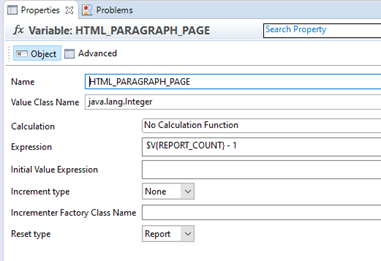 Properties
Problems
fx Variable: HTML_PARAGRAPH_PAGE
Search Property
Object
Advanced
Name
HTML_PARAGRAPH_PAGE
Value Class Name
java.lang.Integer
Calculation
No Calculation Function
Expression
$V{REPORT_COUNT} - 1
Initial Value Expression
Increment type
None
Incrementer Factory Class Name
Reset type
Report